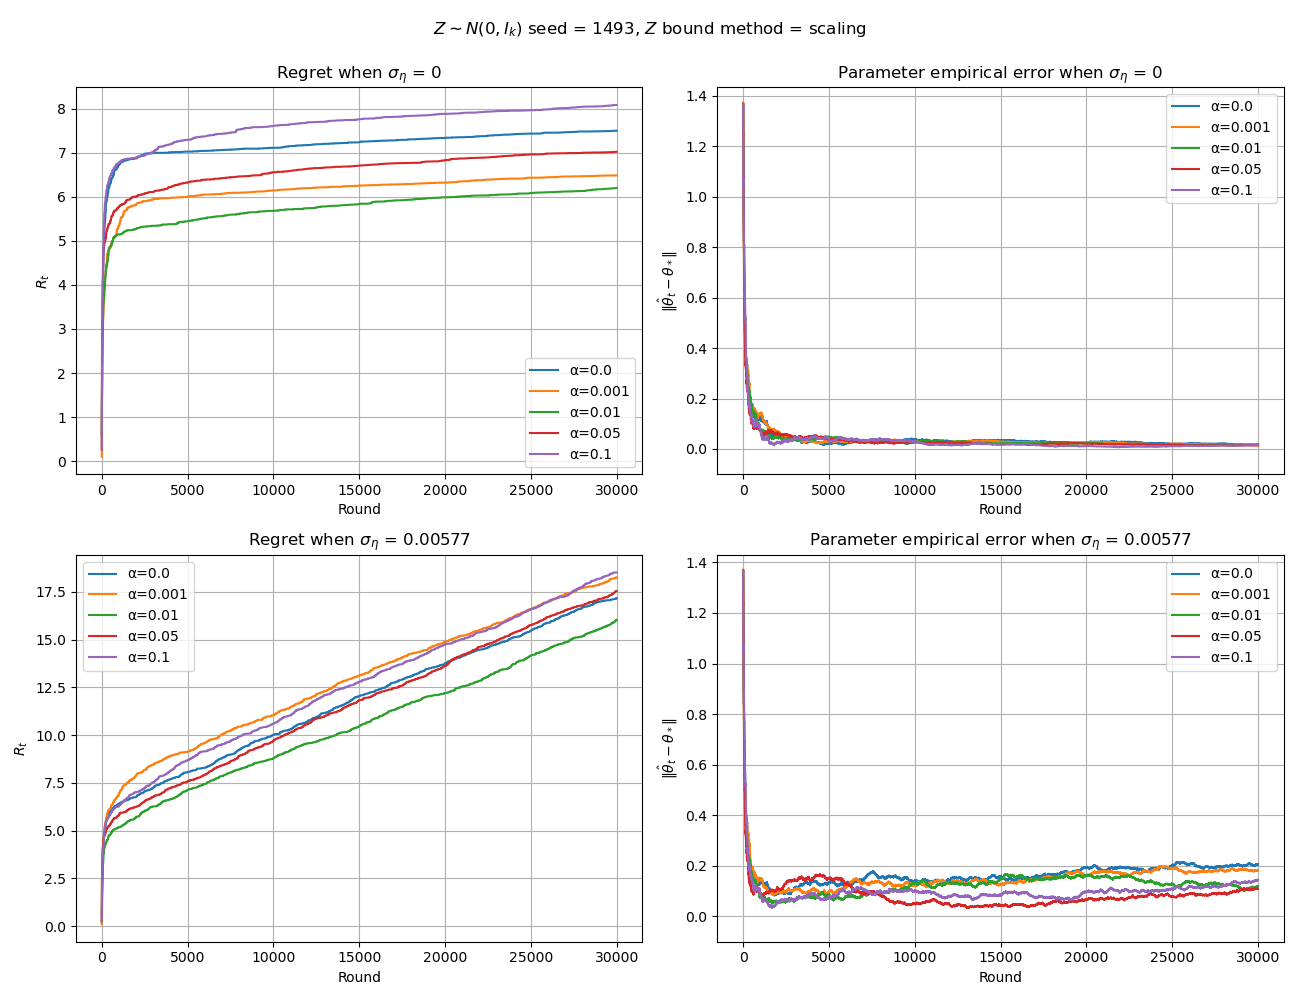 Z ∼ N(0, I_k) seed = 1493, Z bound method = scaling
Regret when σ_η = 0
R_t
8
7
6
5
4
3
2
1
0
0 5000 10000 15000 20000 25000 30000
Round
α=0.0
α=0.001
α=0.01
α=0.05
α=0.1
Parameter empirical error when σ_η = 0
‖θ̂_t − θ_*‖
1.4
1.2
1.0
0.8
0.6
0.4
0.2
0.0
0 5000 10000 15000 20000 25000 30000
Round
α=0.0
α=0.001
α=0.01
α=0.05
α=0.1
Regret when σ_η = 0.00577
R_t
17.5
15.0
12.5
10.0
7.5
5.0
2.5
0.0
0 5000 10000 15000 20000 25000 30000
Round
α=0.0
α=0.001
α=0.01
α=0.05
α=0.1
Parameter empirical error when σ_η = 0.00577
‖θ̂_t − θ_*‖
1.4
1.2
1.0
0.8
0.6
0.4
0.2
0.0
0 5000 10000 15000 20000 25000 30000
Round
α=0.0
α=0.001
α=0.01
α=0.05
α=0.1